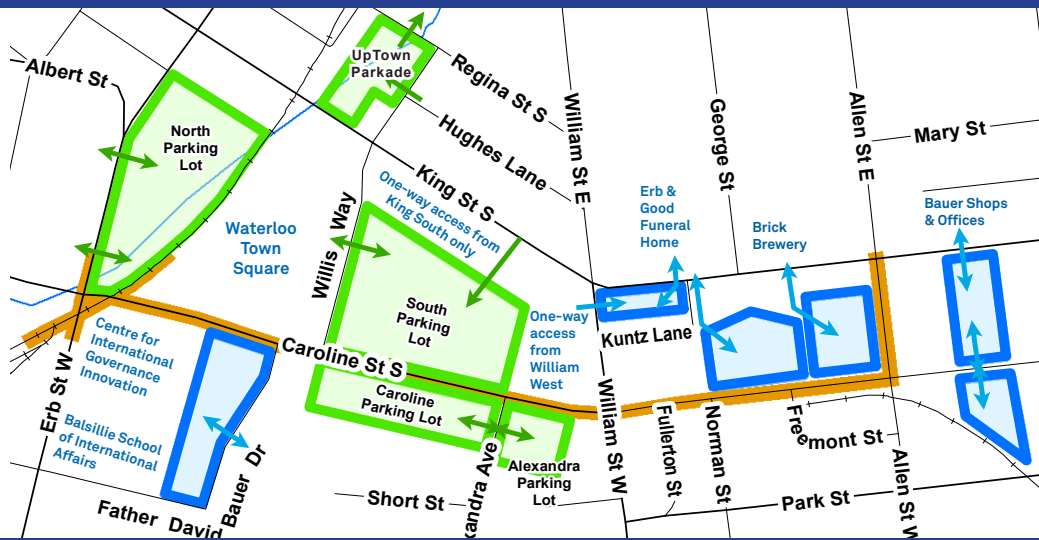 Albert St
UpTown
Parkade
Regina St S
Hughes Lane
King St S
William St E
George St
Allen St E
Mary St
North
Parking
Lot
One-way access from
King South only
Erb &
Good
Funeral
Home
Brick
Brewery
Bauer Shops
& Offices
Waterloo
Town
Square
Willis Way
South
Parking
Lot
One-way
access
from
William
West
Kuntz Lane
Centre for
International
Governance
Innovation
Caroline St S
Caroline
Parking Lot
Erb St W
Balsillie School
of International
Affairs
Father David Bauer Dr
Short St
xandra Ave
Alexandra
Parking
Lot
William St W
Fullerton St
Norman St
Freemont St
Park St
Allen St W